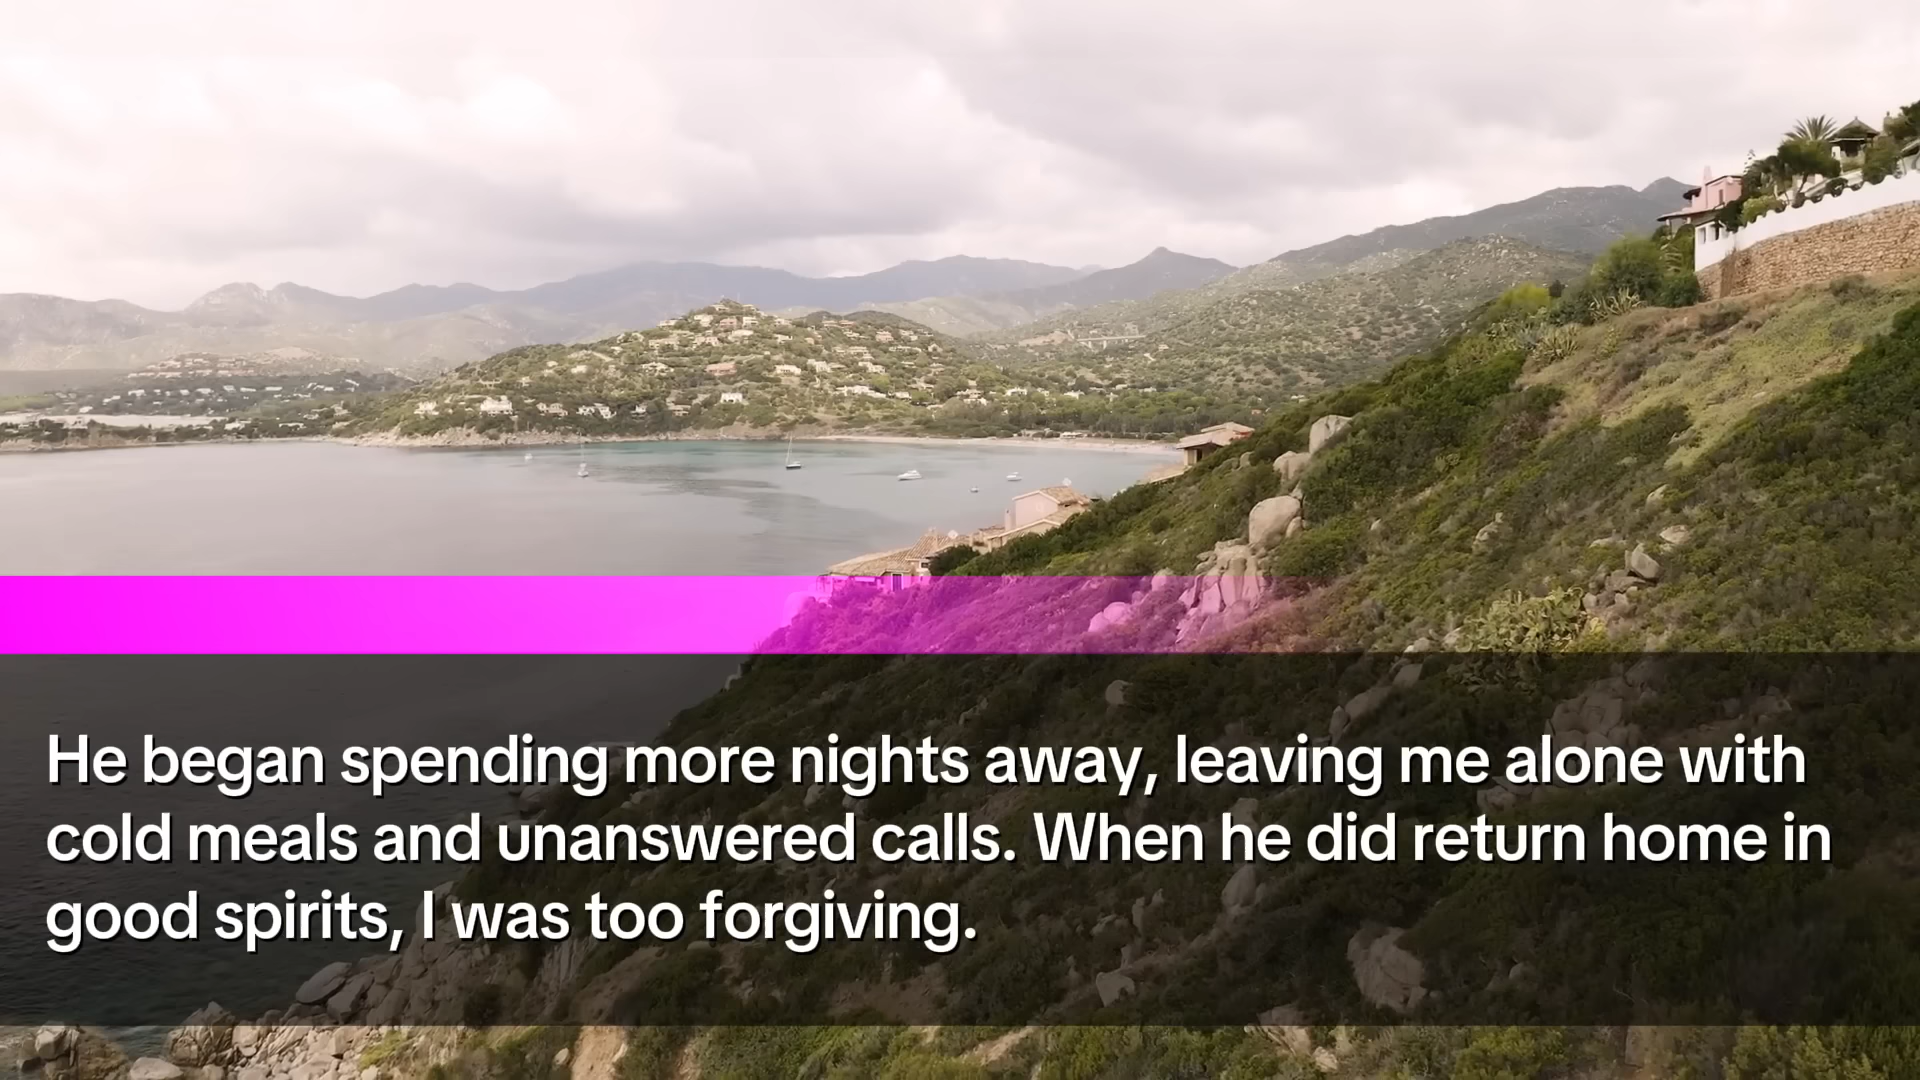 He began spending more nights away, leaving me alone with
cold meals and unanswered calls. When he did return home in
good spirits, I was too forgiving.